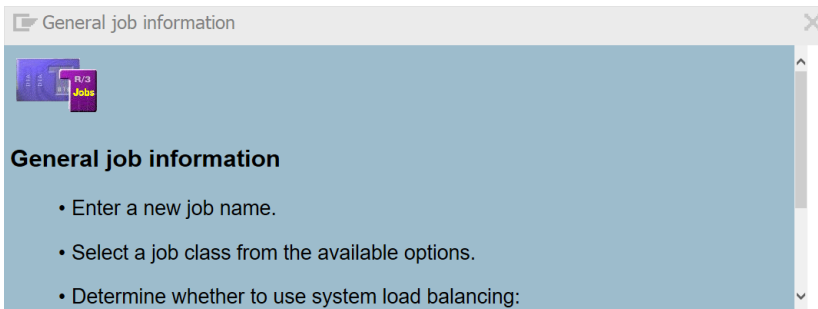 General job information
R/3
Jobs
General job information
• Enter a new job name.
• Select a job class from the available options.
• Determine whether to use system load balancing: